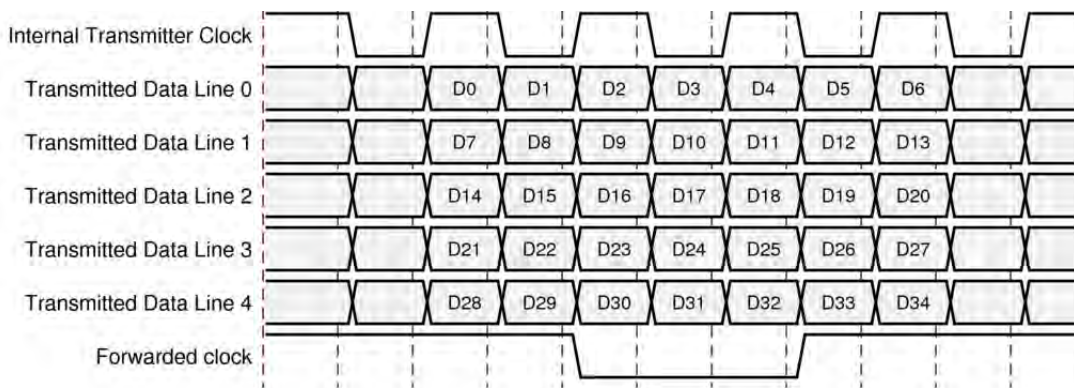 Internal Transmitter Clock
Transmitted Data Line 0 D0 D1 D2 D3 D4 D5 D6
Transmitted Data Line 1 D7 D8 D9 D10 D11 D12 D13
Transmitted Data Line 2 D14 D15 D16 D17 D18 D19 D20
Transmitted Data Line 3 D21 D22 D23 D24 D25 D26 D27
Transmitted Data Line 4 D28 D29 D30 D31 D32 D33 D34
Forwarded clock